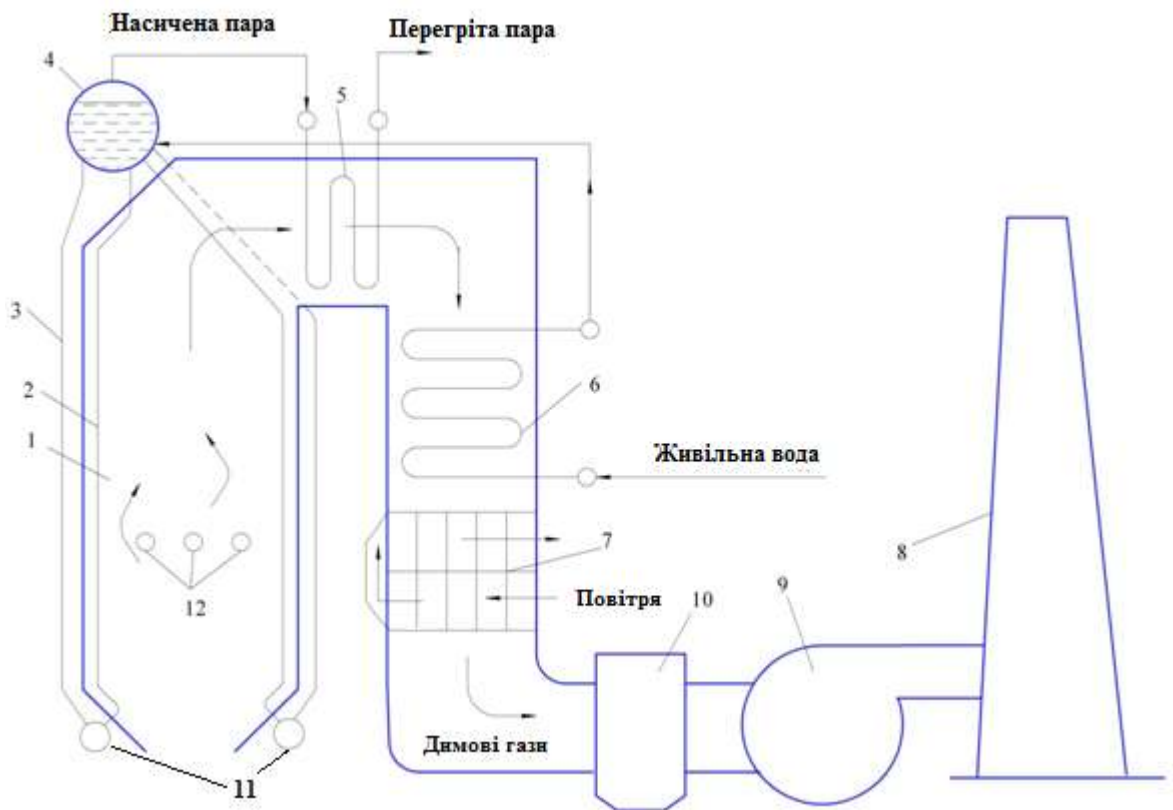 Насичена пара
Перегріта пара
4
5
3
2
6
1
Живільна вода
7
8
12
Повітря
10
9
Димові гази
11